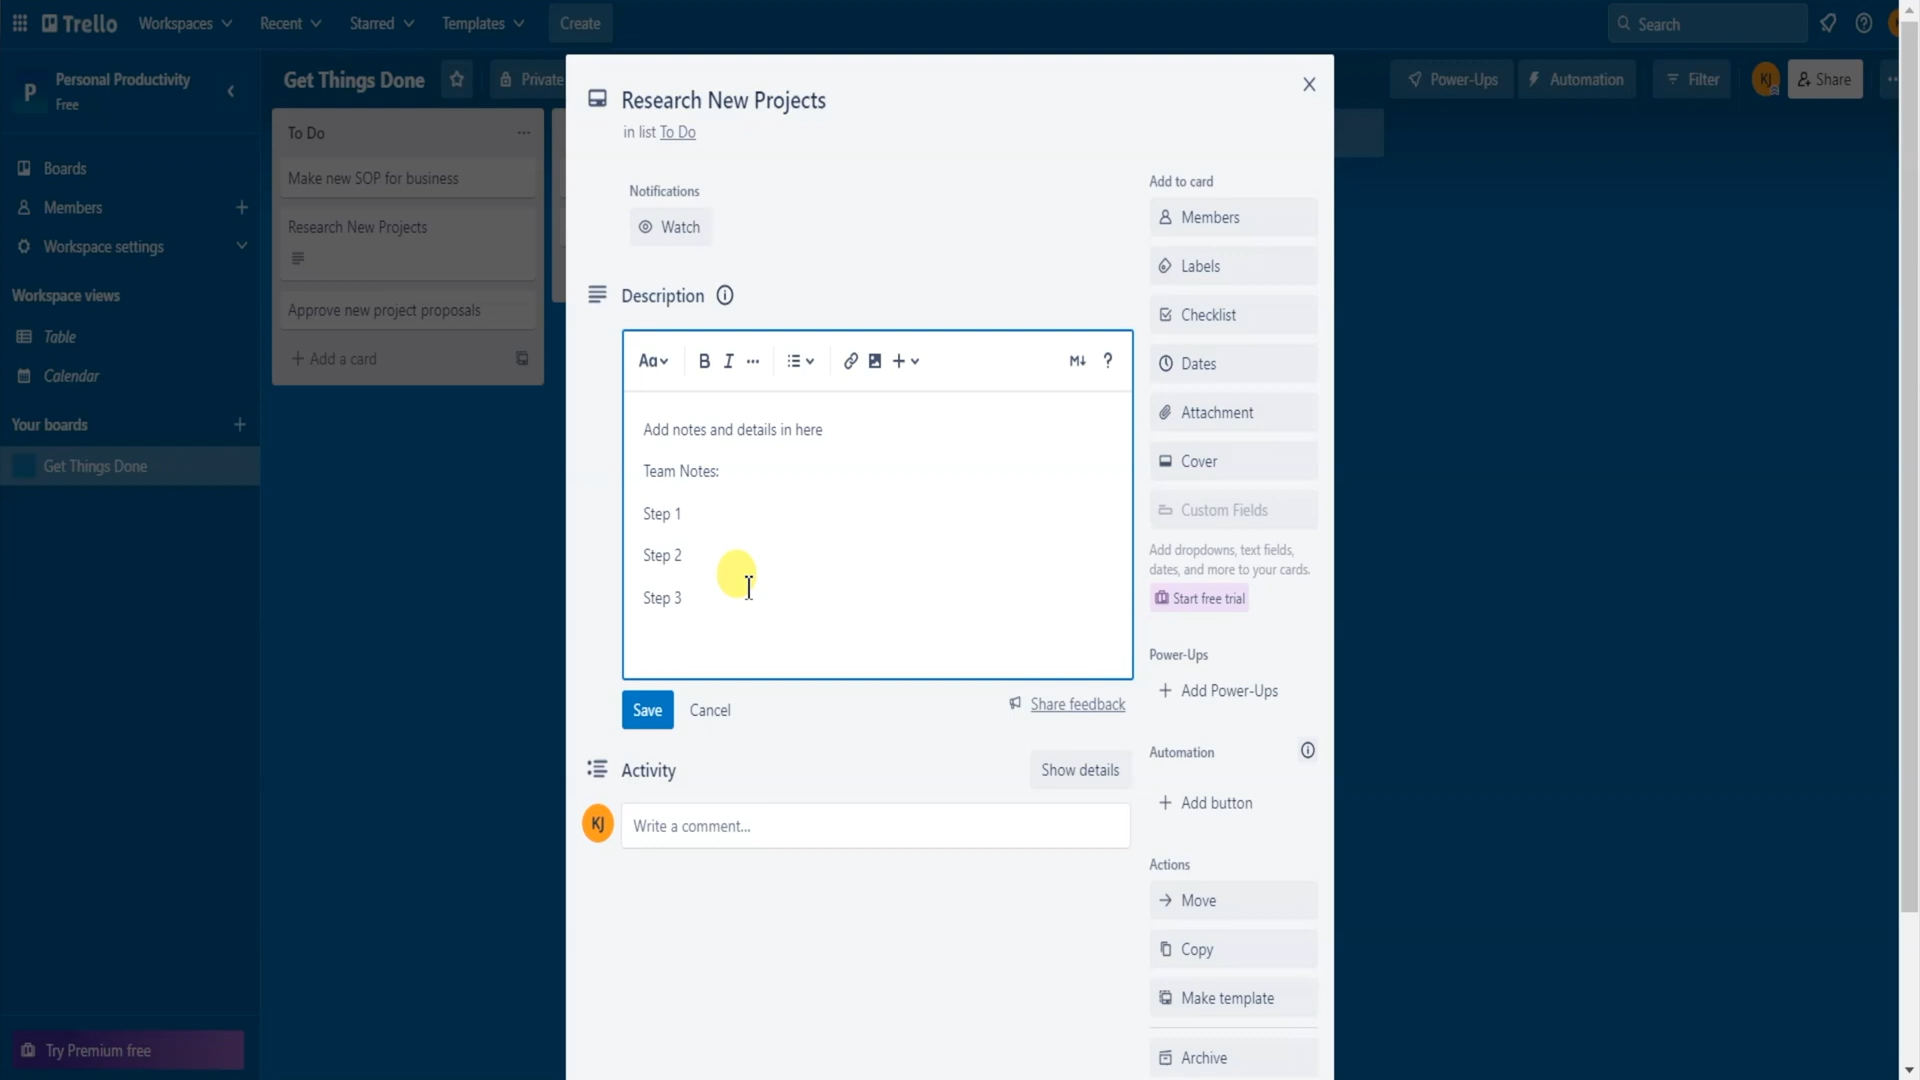 Trello
Workspaces
Recent
Starred
Templates
Create
Search
P
Personal Productivity
Free
Boards
Members
Workspace settings
Workspace views
Table
Calendar
Your boards
Get Things Done
Try Premium free
Get Things Done
Private
Power-Ups
Automation
Filter
KJ
Share
To Do
Make new SOP for business
Research New Projects
Approve new project proposals
Add a card
Research New Projects
in list To Do
Notifications
Watch
Description
Aa
B
I
M
?
Add notes and details in here
Team Notes:
Step 1
Step 2
Step 3
Save
Cancel
Share feedback
Activity
Show details
KJ
Write a comment...
Add to card
Members
Labels
Checklist
Dates
Attachment
Cover
Custom Fields
Add dropdowns, text fields,
dates, and more to your cards.
Start free trial
Power-Ups
Add Power-Ups
Automation
Add button
Actions
Move
Copy
Make template
Archive